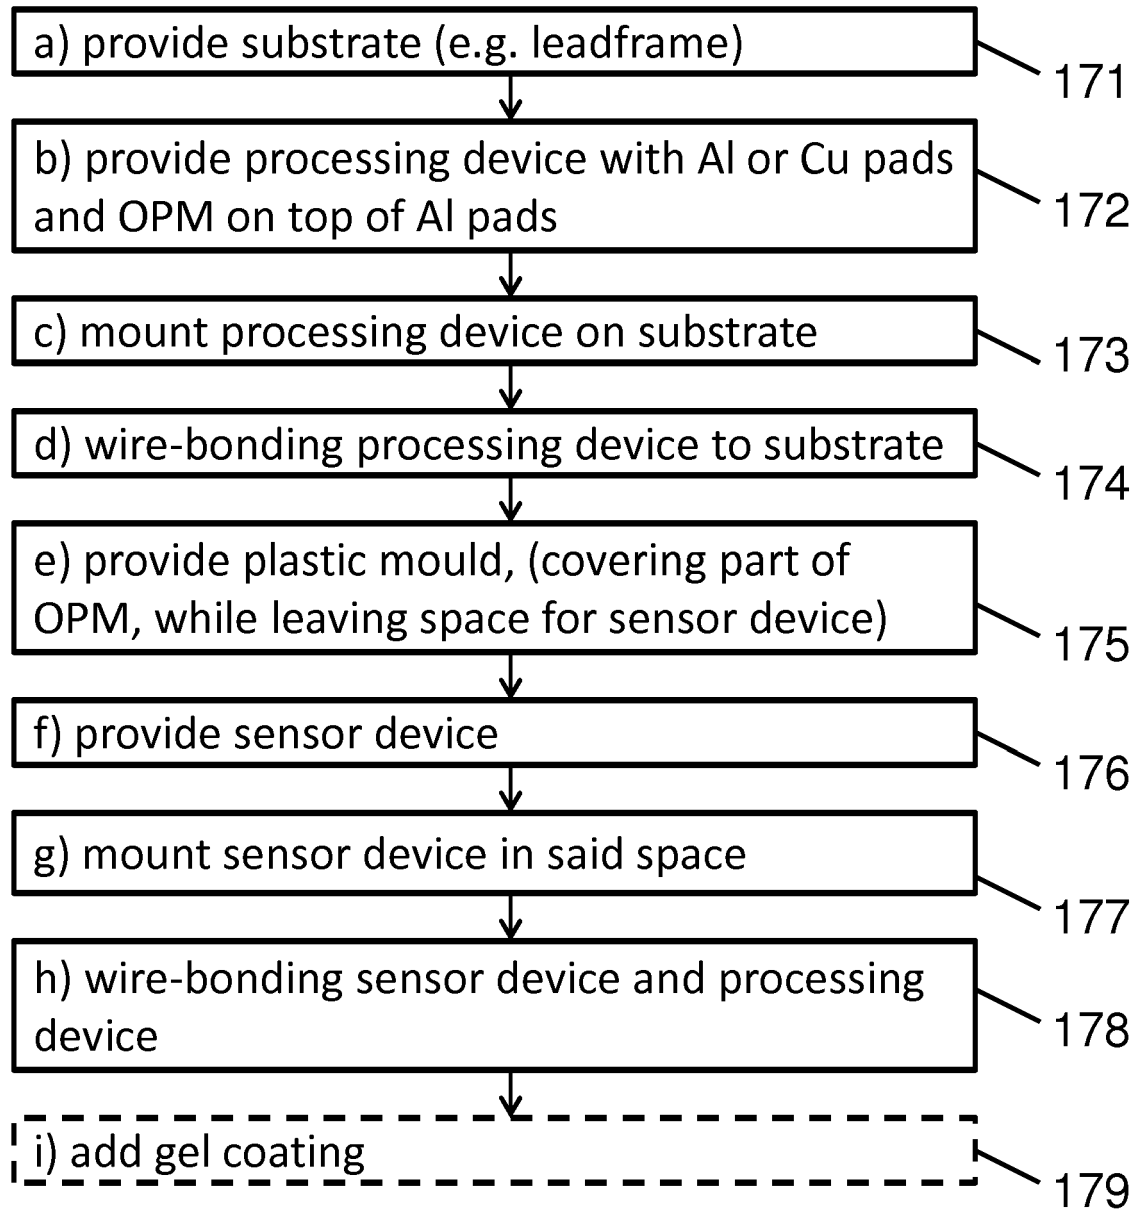 a) provide substrate (e.g. leadframe)
171
b) provide processing device with Al or Cu pads
and OPM on top of Al pads
172
c) mount processing device on substrate
173
d) wire-bonding processing device to substrate
174
e) provide plastic mould, (covering part of
OPM, while leaving space for sensor device)
175
f) provide sensor device
176
g) mount sensor device in said space
177
h) wire-bonding sensor device and processing
device
178
i) add gel coating
179